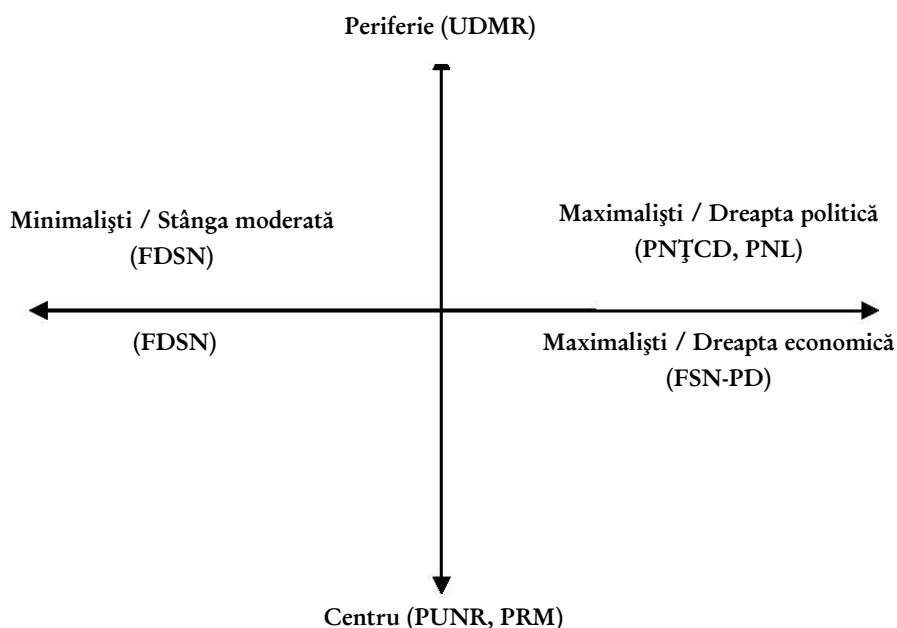 Periferie (UDMR)
Minimalişti / Stânga moderată
(FDSN)
Maximalişti / Dreapta politică
(PNŢCD, PNL)
(FDSN)
Maximalişti / Dreapta economică
(FSN-PD)
Centru (PUNR, PRM)